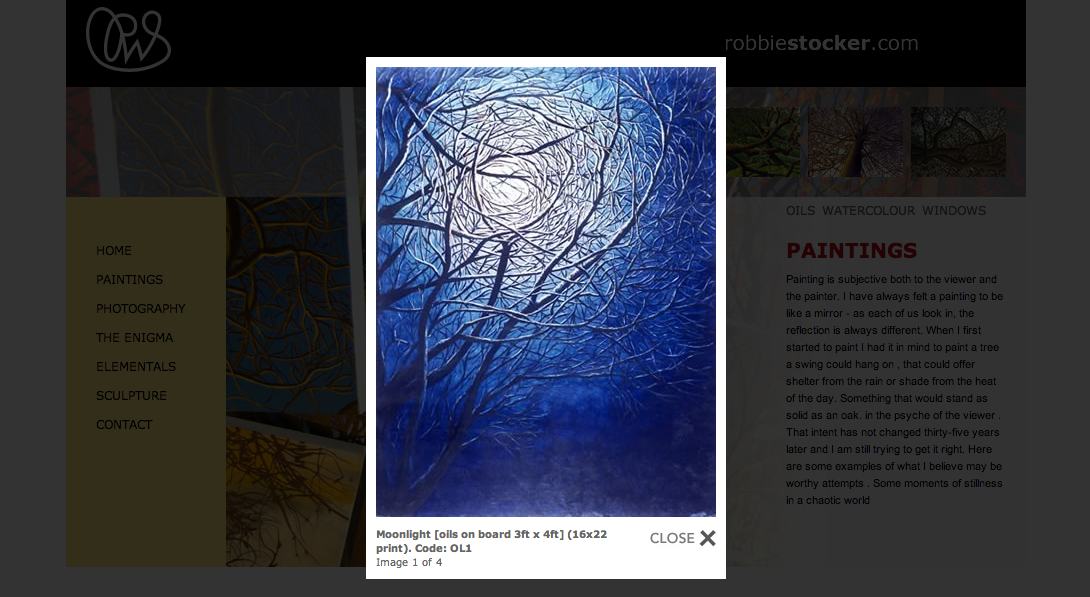 robbiestocker.com
OILS WATERCOLOUR WINDOWS
HOME
PAINTINGS
PHOTOGRAPHY
THE ENIGMA
ELEMENTALS
SCULPTURE
CONTACT
PAINTINGS
Painting is subjective both to the viewer and
the painter. I have always felt a painting to be
like a mirror - as each of us look in, the
reflection is always different. When I first
started to paint I had it in mind to paint a tree
a swing could hang on , that could offer
shelter from the rain or shade from the heat
of the day. Something that would stand as
solid as an oak. in the psyche of the viewer .
That intent has not changed thirty-five years
later and I am still trying to get it right. Here
are some examples of what I believe may be
worthy attempts . Some moments of stillness
in a chaotic world
Moonlight [oils on board 3ft x 4ft] (16x22
print). Code: OL1
Image 1 of 4
CLOSE